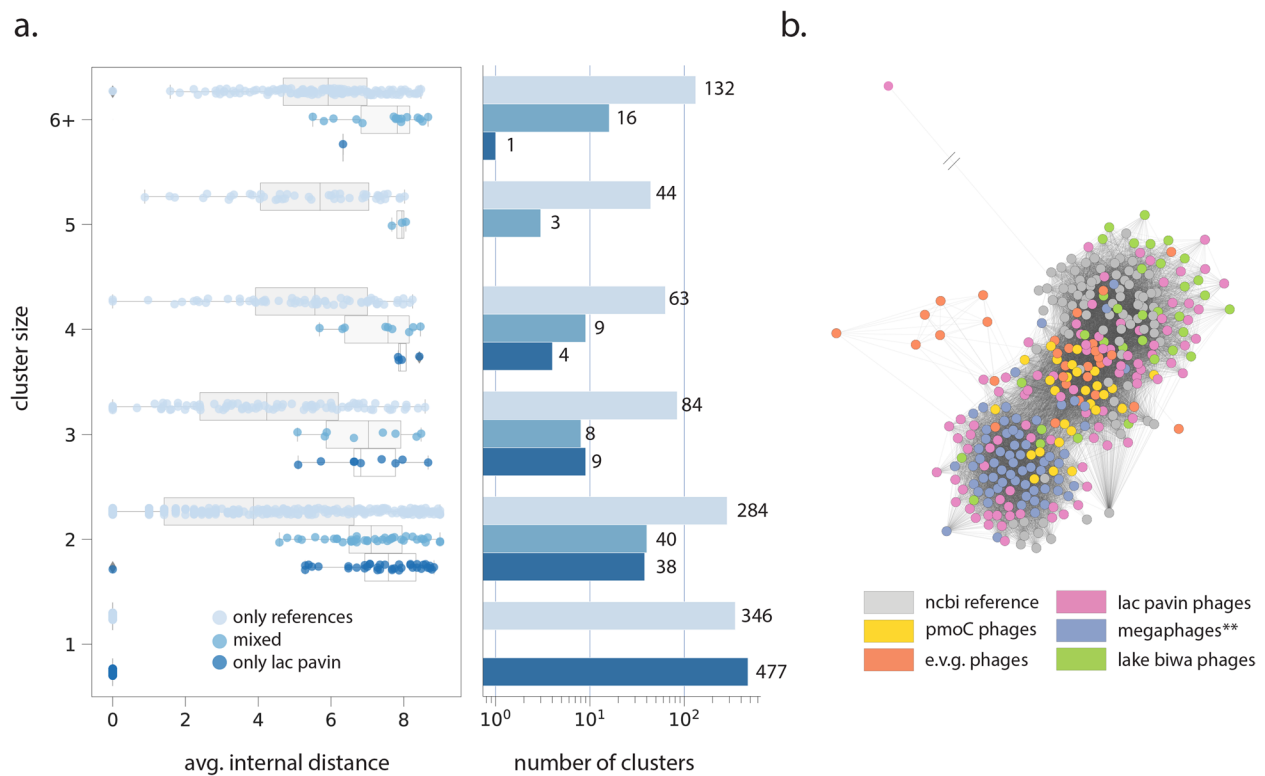 a.
b.
cluster size
6+
5
4
3
2
1
132
16
1
44
3
63
9
4
84
8
9
284
40
38
346
477
only references
mixed
only lac pavin
0 2 4 6 8
avg. internal distance
10⁰ 10¹ 10²
number of clusters
ncbi reference
pmoC phages
e.v.g. phages
lac pavin phages
megaphages**
lake biwa phages